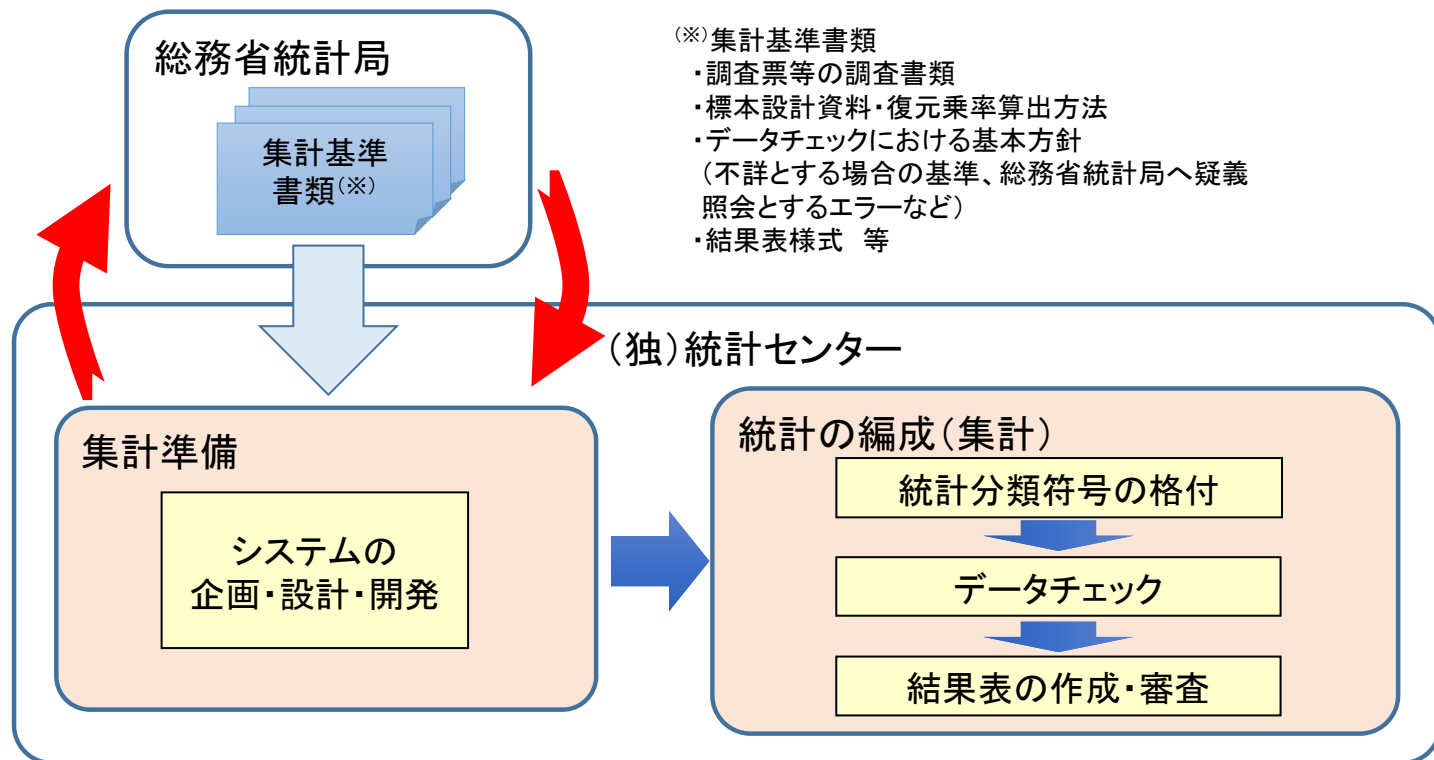 総務省統計局
集計基準
書類(※)
(※)集計基準書類
・調査票等の調査書類
・標本設計資料・復元乗率算出方法
・データチェックにおける基本方針
(不詳とする場合の基準、総務省統計局へ疑義
照会とするエラーなど)
・結果表様式　等
(独)統計センター
集計準備
システムの
企画・設計・開発
統計の編成(集計)
統計分類符号の格付
データチェック
結果表の作成・審査